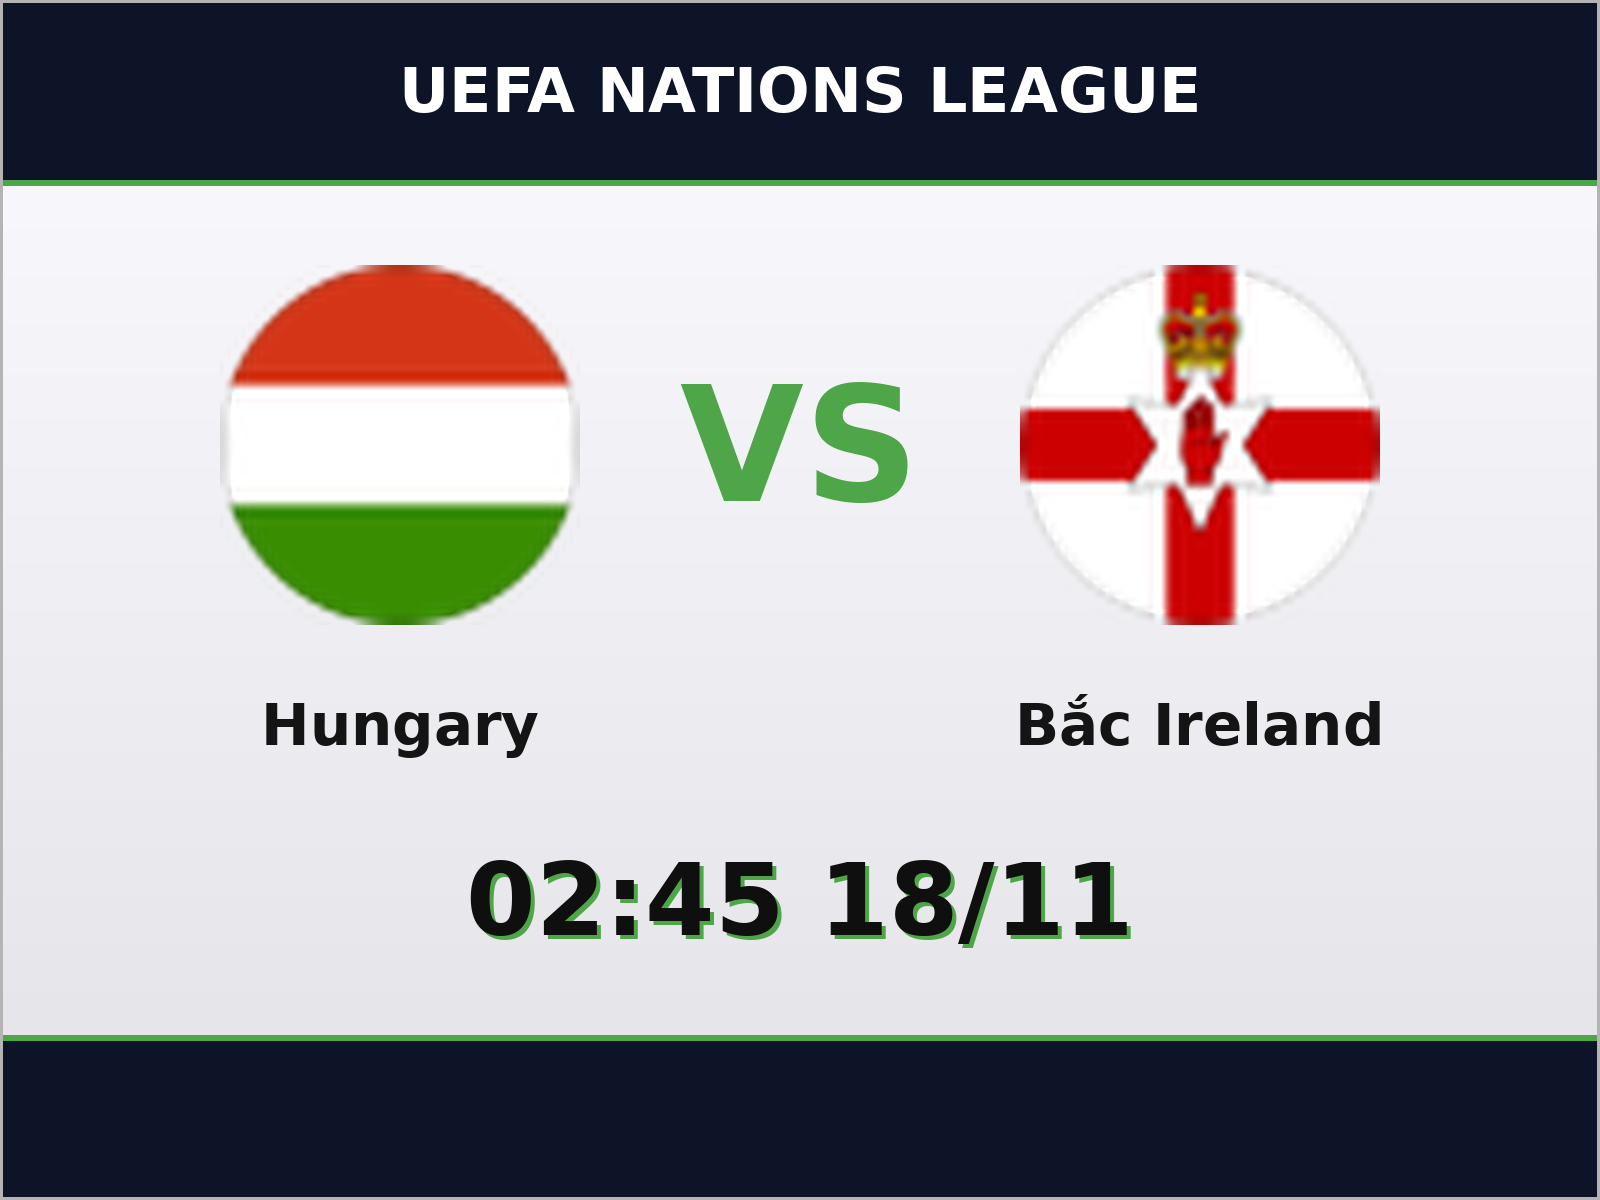 UEFA NATIONS LEAGUE
VS
Hungary
Bắc Ireland
02:45 18/11